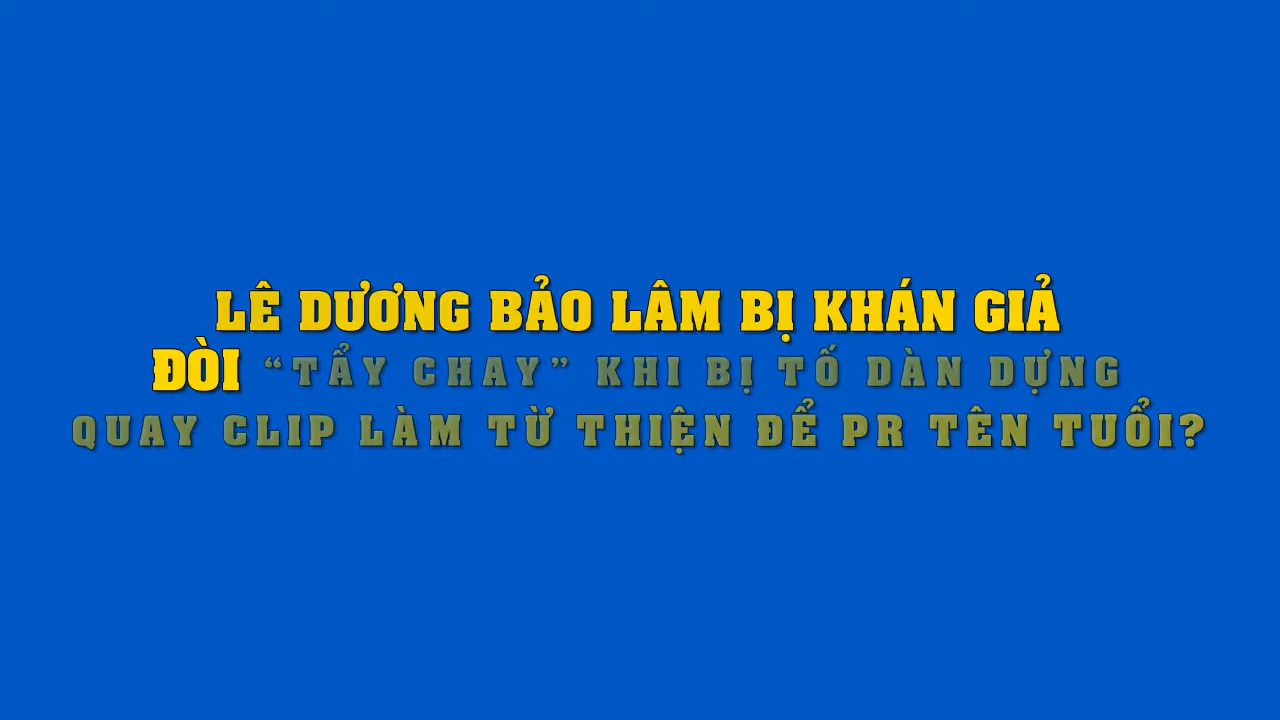 LÊ DƯƠNG BẢO LÂM BỊ KHÁN GIẢ
ĐÒI “TẨY CHAY” KHI BỊ TỐ DÀN DỰNG
QUAY CLIP LÀM TỪ THIỆN ĐỂ PR TÊN TUỔI?